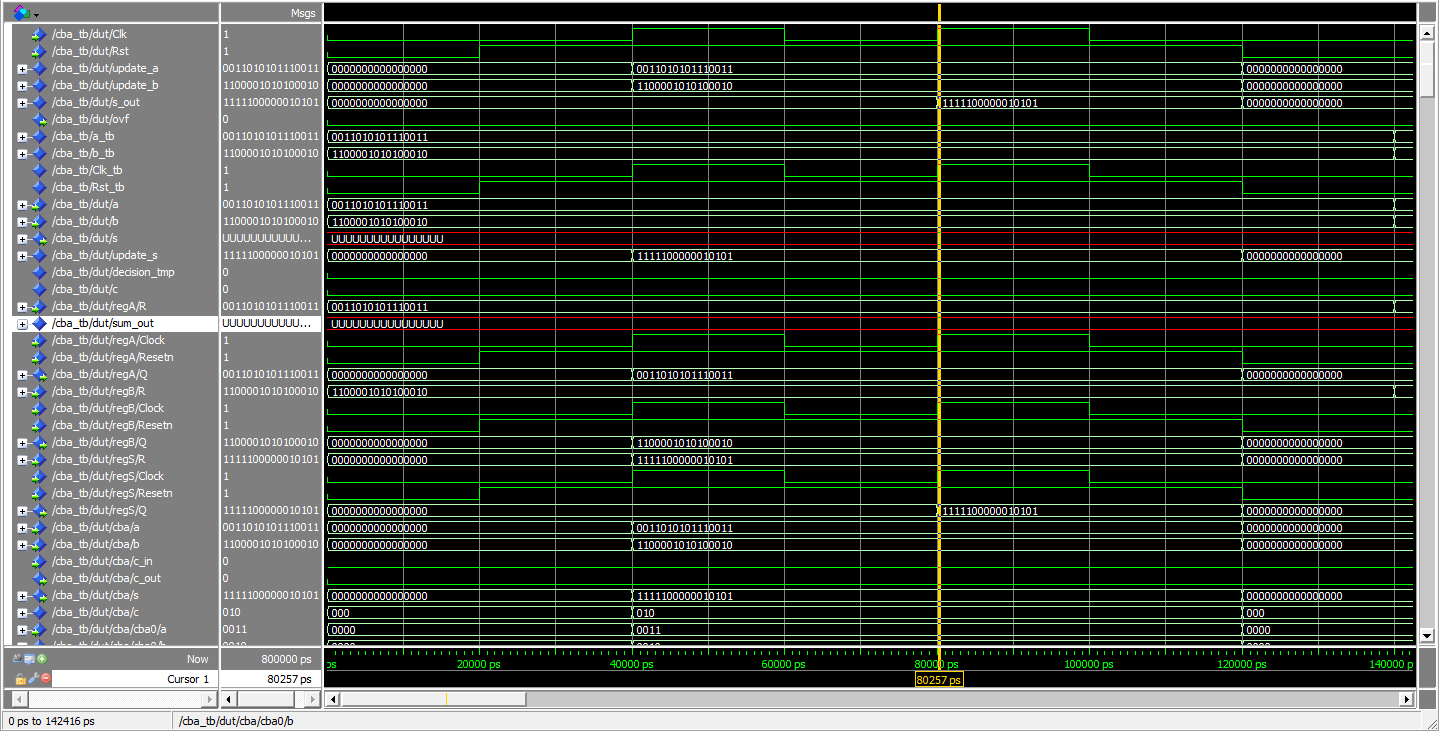 Msgs
/cba_tb/dut/Clk 1
/cba_tb/dut/Rst 1
/cba_tb/dut/update_a 0011010101110011 0000000000000000 0011010101110011 0000000000000000
/cba_tb/dut/update_b 1100001010100010 0000000000000000 1100001010100010 0000000000000000
/cba_tb/dut/s_out 1111100000010101 0000000000000000 1111100000010101 0000000000000000
/cba_tb/dut/ovf 0
/cba_tb/a_tb 0011010101110011 0011010101110011
/cba_tb/b_tb 1100001010100010 1100001010100010
/cba_tb/Clk_tb 1
/cba_tb/Rst_tb 1
/cba_tb/dut/a 0011010101110011 0011010101110011
/cba_tb/dut/b 1100001010100010 1100001010100010
/cba_tb/dut/s UUUUUUUUUUU... UUUUUUUUUUUUUUUU
/cba_tb/dut/update_s 1111100000010101 0000000000000000 1111100000010101 0000000000000000
/cba_tb/dut/decision_tmp 0
/cba_tb/dut/c 0
/cba_tb/dut/regA/R 0011010101110011 0011010101110011
/cba_tb/dut/sum_out UUUUUUUUUUU... UUUUUUUUUUUUUUUU
/cba_tb/dut/regA/Clock 1
/cba_tb/dut/regA/Resetn 1
/cba_tb/dut/regA/Q 0011010101110011 0000000000000000 0011010101110011 0000000000000000
/cba_tb/dut/regB/R 1100001010100010 1100001010100010
/cba_tb/dut/regB/Clock 1
/cba_tb/dut/regB/Resetn 1
/cba_tb/dut/regB/Q 1100001010100010 0000000000000000 1100001010100010 0000000000000000
/cba_tb/dut/regS/R 1111100000010101 0000000000000000 1111100000010101 0000000000000000
/cba_tb/dut/regS/Clock 1
/cba_tb/dut/regS/Resetn 1
/cba_tb/dut/regS/Q 1111100000010101 0000000000000000 1111100000010101 0000000000000000
/cba_tb/dut/cba/a 0011010101110011 0000000000000000 0011010101110011 0000000000000000
/cba_tb/dut/cba/b 1100001010100010 0000000000000000 1100001010100010 0000000000000000
/cba_tb/dut/cba/c_in 0
/cba_tb/dut/cba/c_out 0
/cba_tb/dut/cba/s 1111100000010101 0000000000000000 1111100000010101 0000000000000000
/cba_tb/dut/cba/c 010 000 010 000
/cba_tb/dut/cba/cba0/a 0011 0000 0011 0000
Now 800000 ps ps 20000 ps 40000 ps 60000 ps 80000 ps 100000 ps 120000 ps 140000 p
Cursor 1 80257 ps 80257 ps
0 ps to 142416 ps /cba_tb/dut/cba/cba0/b